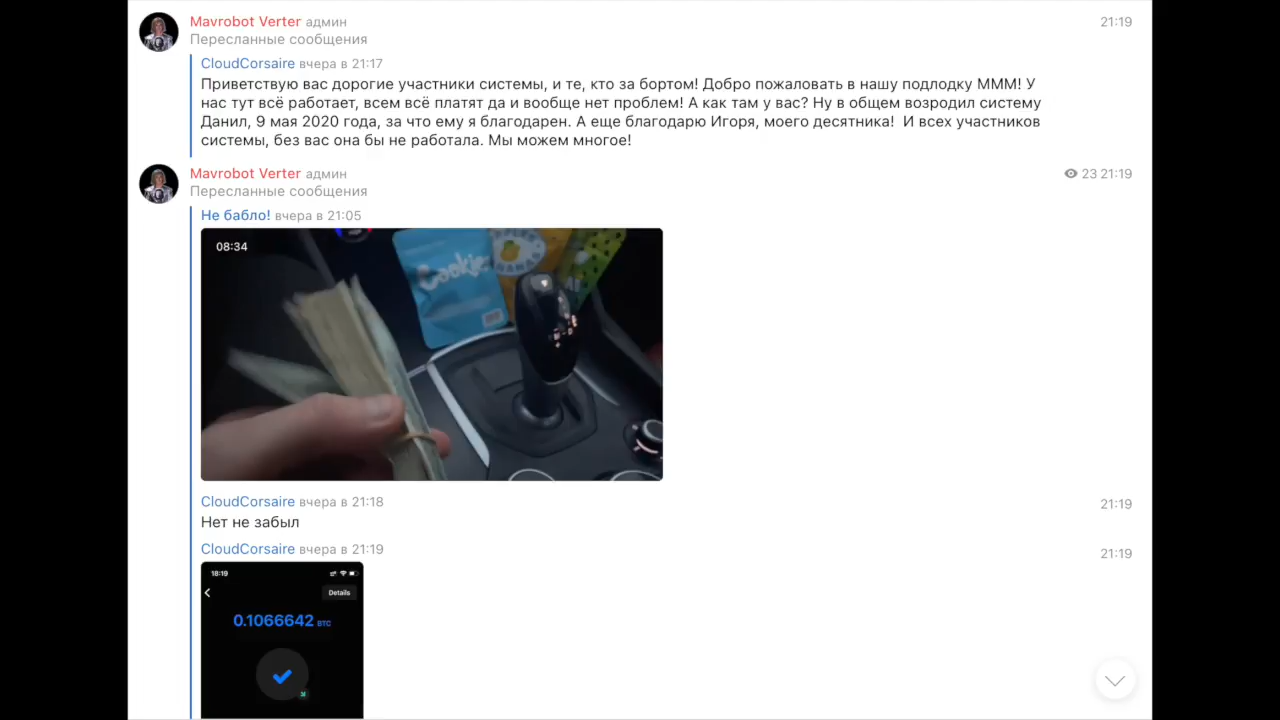 Mavrobot Verter админ 21:19
Пересланные сообщения
CloudCorsaire вчера в 21:17
Приветствую вас дорогие участники системы, и те, кто за бортом! Добро пожаловать в нашу подлодку МММ! У
нас тут всё работает, всем всё платят да и вообще нет проблем! А как там у вас? Ну в общем возродил систему
Данил, 9 мая 2020 года, за что ему я благодарен. А еще благодарю Игоря, моего десятника!  И всех участников
системы, без вас она бы не работала. Мы можем многое!
Mavrobot Verter админ 23 21:19
Пересланные сообщения
Не бабло! вчера в 21:05
08:34
Cookies
CloudCorsaire вчера в 21:18 21:19
Нет не забыл
CloudCorsaire вчера в 21:19 21:19
18:19
Details
0.1066642 BTC